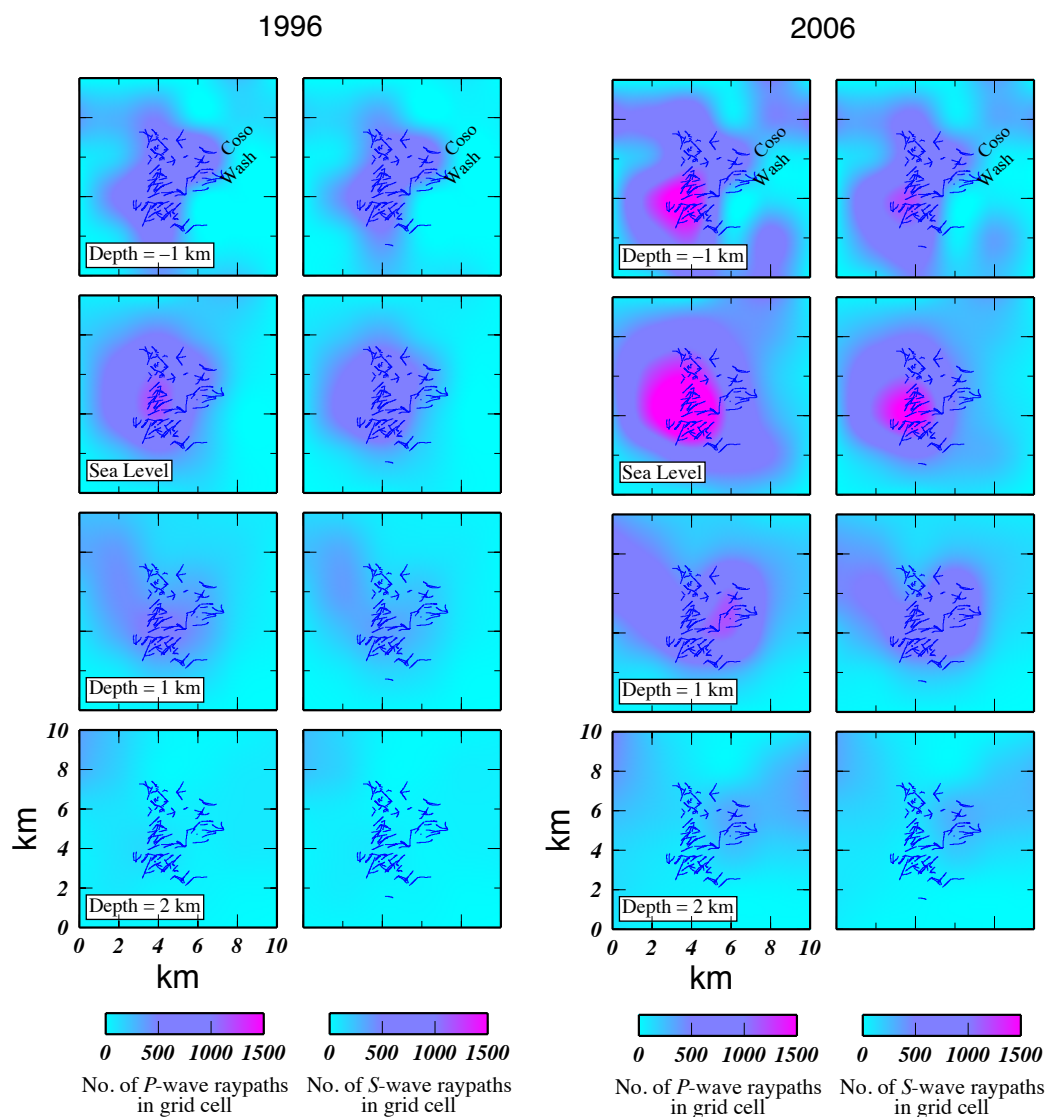 1996
2006
Coso
Wash
Coso
Wash
Coso
Wash
Coso
Wash
Depth = –1 km
Depth = –1 km
Sea Level
Sea Level
Depth = 1 km
Depth = 1 km
10
8
6
4
2
0
km
Depth = 2 km
0 2 4 6 8 10
km
10
8
6
4
2
0
km
Depth = 2 km
0 2 4 6 8 10
km
0 500 1000 1500
No. of P-wave raypaths
in grid cell
0 500 1000 1500
No. of S-wave raypaths
in grid cell
0 500 1000 1500
No. of P-wave raypaths
in grid cell
0 500 1000 1500
No. of S-wave raypaths
in grid cell